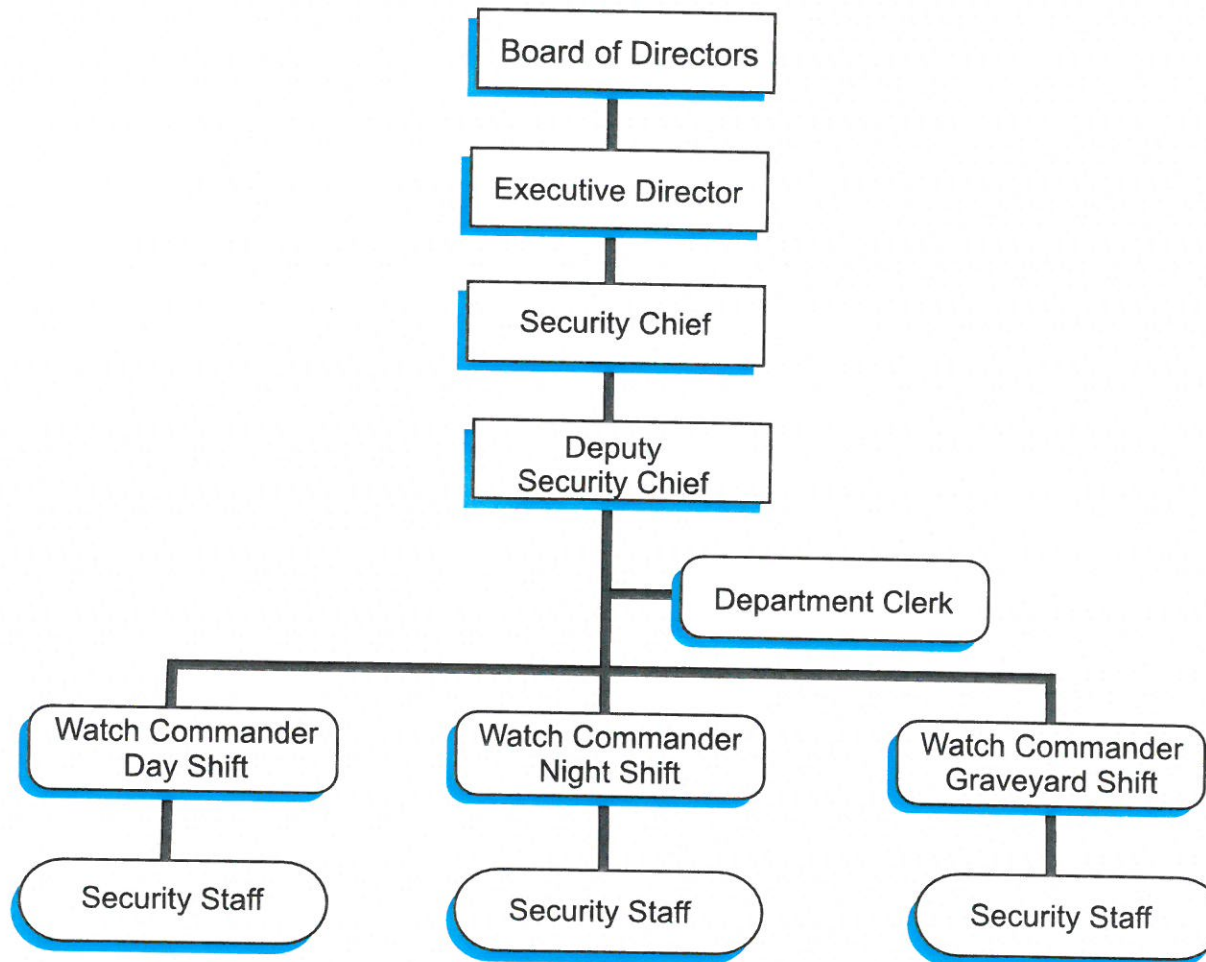 Board of Directors
Executive Director
Security Chief
Deputy
Security Chief
Department Clerk
Watch Commander
Day Shift
Watch Commander
Night Shift
Watch Commander
Graveyard Shift
Security Staff
Security Staff
Security Staff